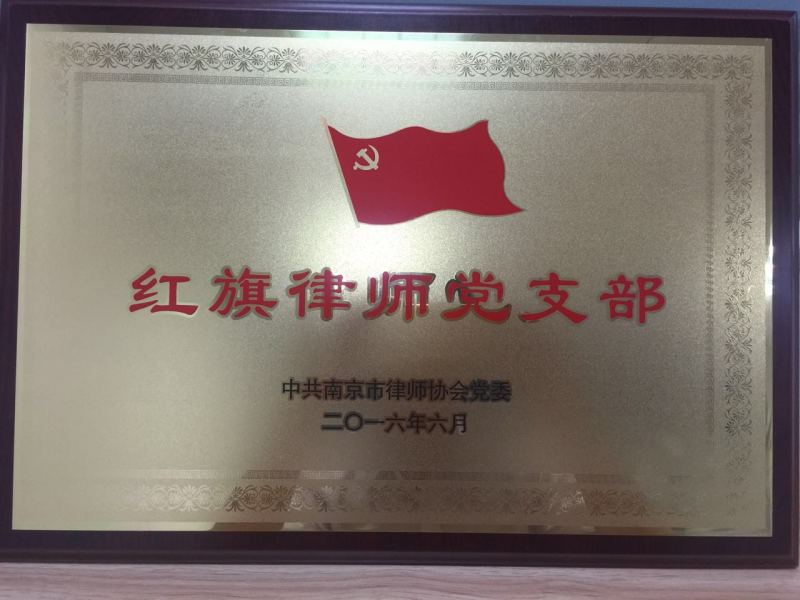 红旗律师党支部
中共南京市律师协会党委
二〇一六年六月